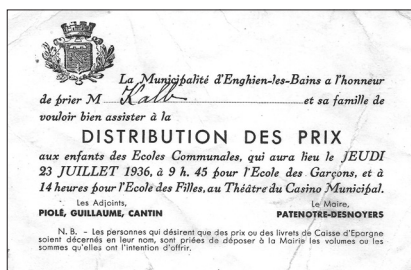 La Municipalité d'Enghien-les-Bains a l'honneur
de prier M Kalb et sa famille de
vouloir bien assister à la
DISTRIBUTION DES PRIX
aux enfants des Ecoles Communales, qui aura lieu le JEUDI
23 JUILLET 1936, à 9 h. 45 pour l'Ecole des Garçons, et à
14 heures pour l'Ecole des Filles, au Théâtre du Casino Municipal.
Les Adjoints,
PIOLÉ, GUILLAUME, CANTIN
Le Maire,
PATENOTRE-DESNOYERS
N. B. - Les personnes qui désirent que des prix ou des livrets de Caisse d'Epargne
soient décernés en leur nom, sont priées de déposer à la Mairie les volumes ou les
sommes qu'elles ont l'intention d'offrir.